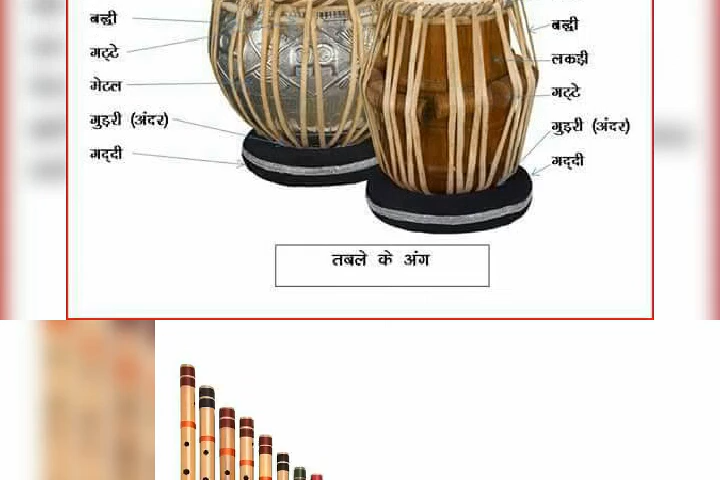 बद्धी
गट्टे
मेटल
गुड़री (अंदर)
गद्दी
बद्धी
लकड़ी
गट्टे
गुड़री (अंदर)
गद्दी
तबले के अंग